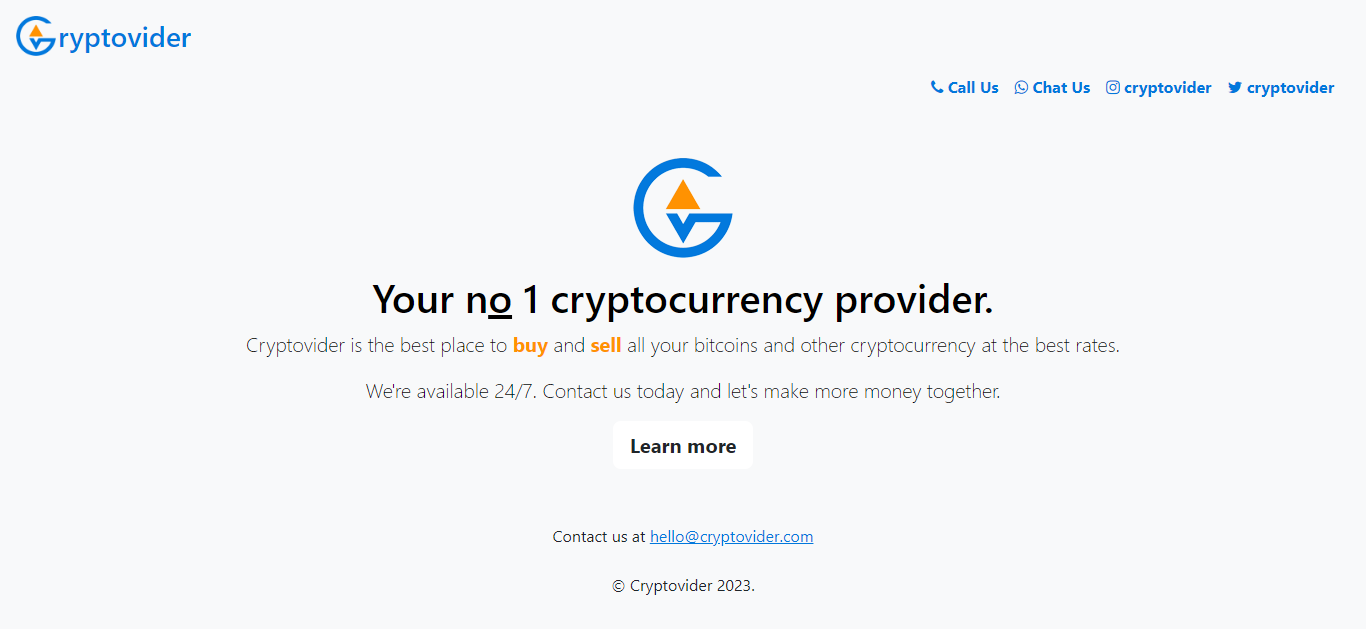 ryptovider
Call Us Chat Us cryptovider cryptovider
Your no 1 cryptocurrency provider.
Cryptovider is the best place to buy and sell all your bitcoins and other cryptocurrency at the best rates.
We're available 24/7. Contact us today and let's make more money together.
Learn more
Contact us at hello@cryptovider.com
© Cryptovider 2023.